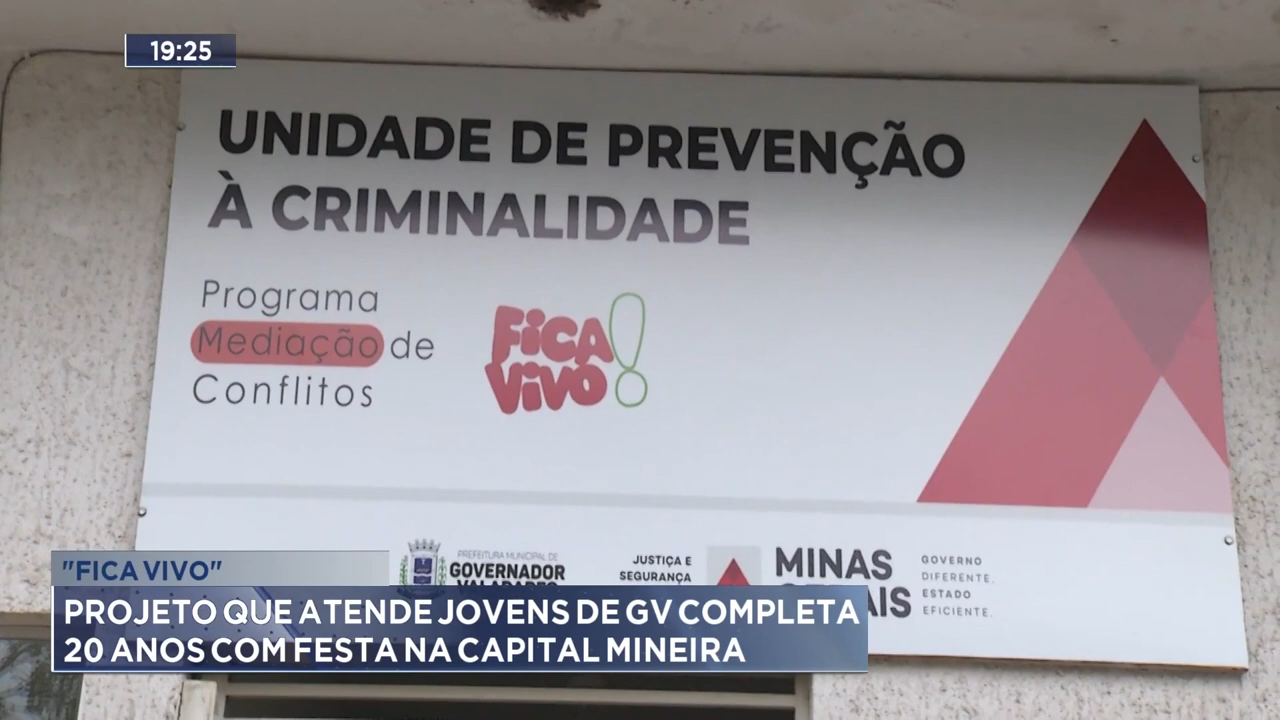 19:25
UNIDADE DE PREVENÇÃO
À CRIMINALIDADE
Programa
Mediação de
Conflitos
FICA
VIVO!
PREFEITURA MUNICIPAL DE
GOVERNADOR
VALADARES
JUSTIÇA E
SEGURANÇA
MINAS
GERAIS
GOVERNO
DIFERENTE.
ESTADO
EFICIENTE.
"FICA VIVO"
PROJETO QUE ATENDE JOVENS DE GV COMPLETA
20 ANOS COM FESTA NA CAPITAL MINEIRA